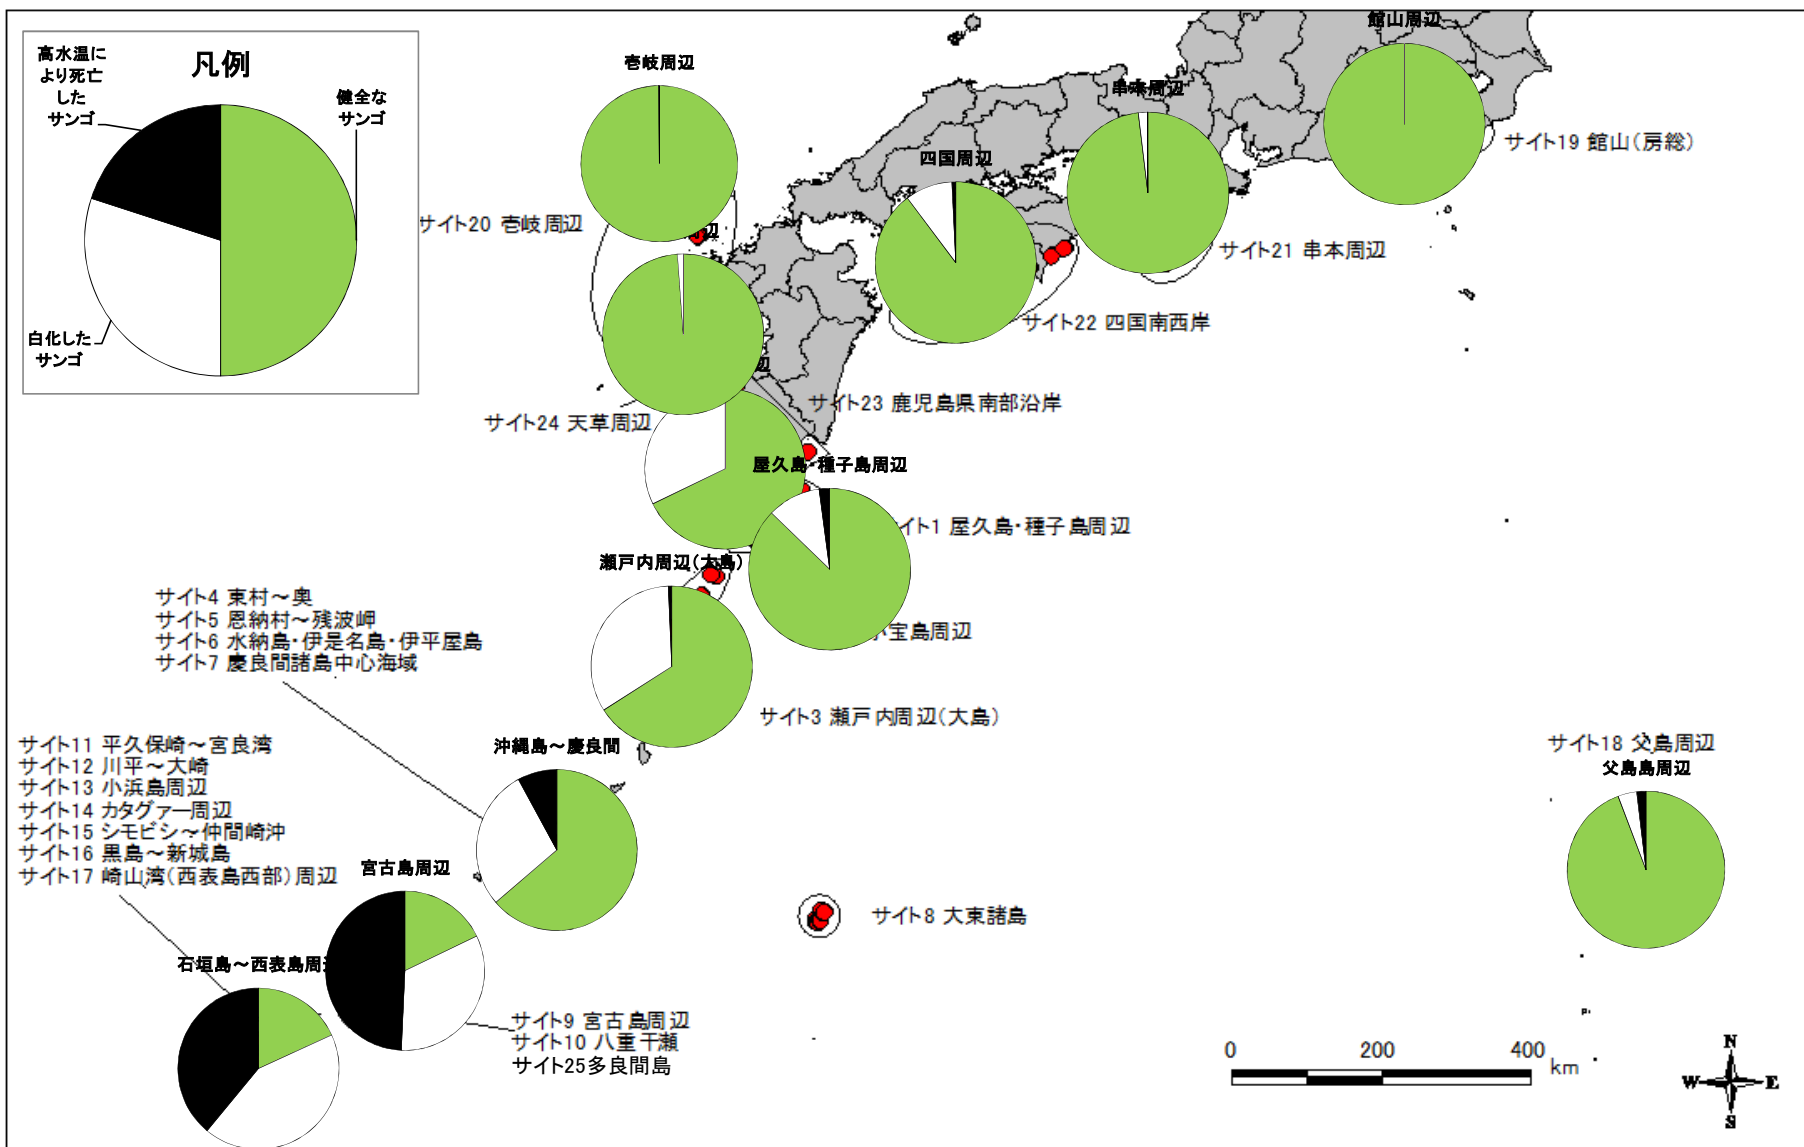 凡例
高水温に
より死亡
した
サンゴ
健全な
サンゴ
白化した
サンゴ
館山周辺
サイト19 館山(房総)
壱岐周辺
サイト20 壱岐周辺
串本周辺
サイト21 串本周辺
四国周辺
サイト22 四国南西岸
サイト23 鹿児島県南部沿岸
サイト24 天草周辺
屋久島・種子島周辺
イト1 屋久島・種子島周辺
宝島周辺
瀬戸内周辺(大島)
サイト3 瀬戸内周辺(大島)
サイト4 東村～奥
サイト5 恩納村～残波岬
サイト6 水納島・伊是名島・伊平屋島
サイト7 慶良間諸島中心海域
沖縄島～慶良間
サイト11 平久保崎～宮良湾
サイト12 川平～大崎
サイト13 小浜島周辺
サイト14 カタグァー周辺
サイト15 シモビシ～仲間崎沖
サイト16 黒島～新城島
サイト17 崎山湾(西表島西部)周辺
宮古島周辺
石垣島～西表島周
サイト9 宮古島周辺
サイト10 八重干瀬
サイト25多良間島
サイト8 大東諸島
サイト18 父島周辺
父島島周辺
0 200 400
km
N
W E
S